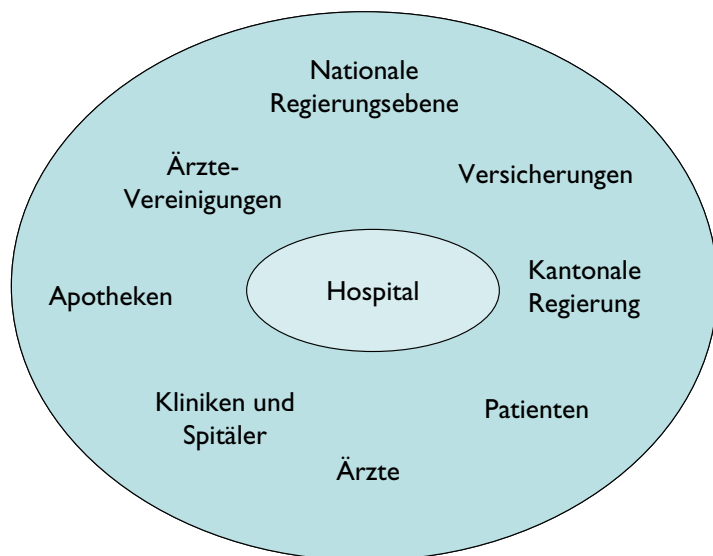 Nationale
Regierungsebene
Ärzte-
Vereinigungen
Versicherungen
Apotheken
Hospital
Kantonale
Regierung
Kliniken und
Spitäler
Patienten
Ärzte